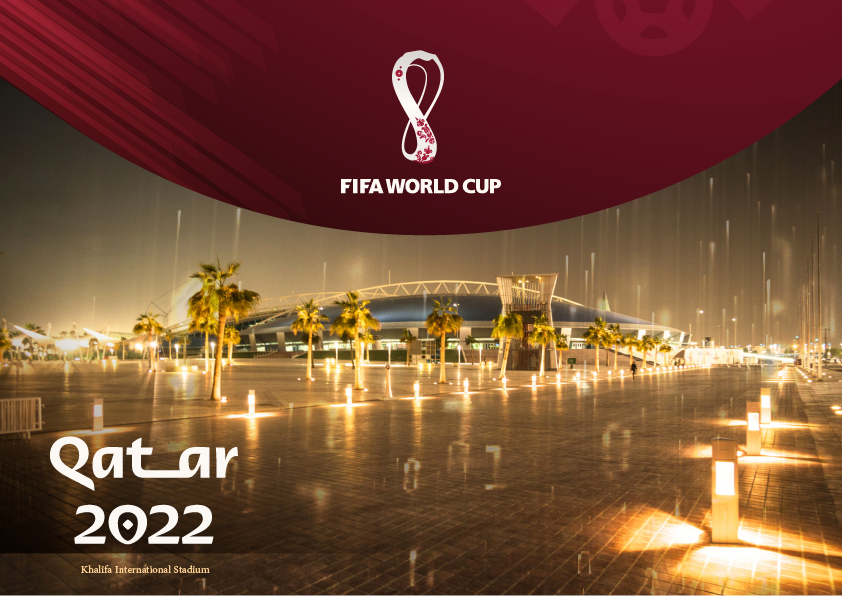 FIFA WORLD CUP
Qatar
2022
Khalifa International Stadium